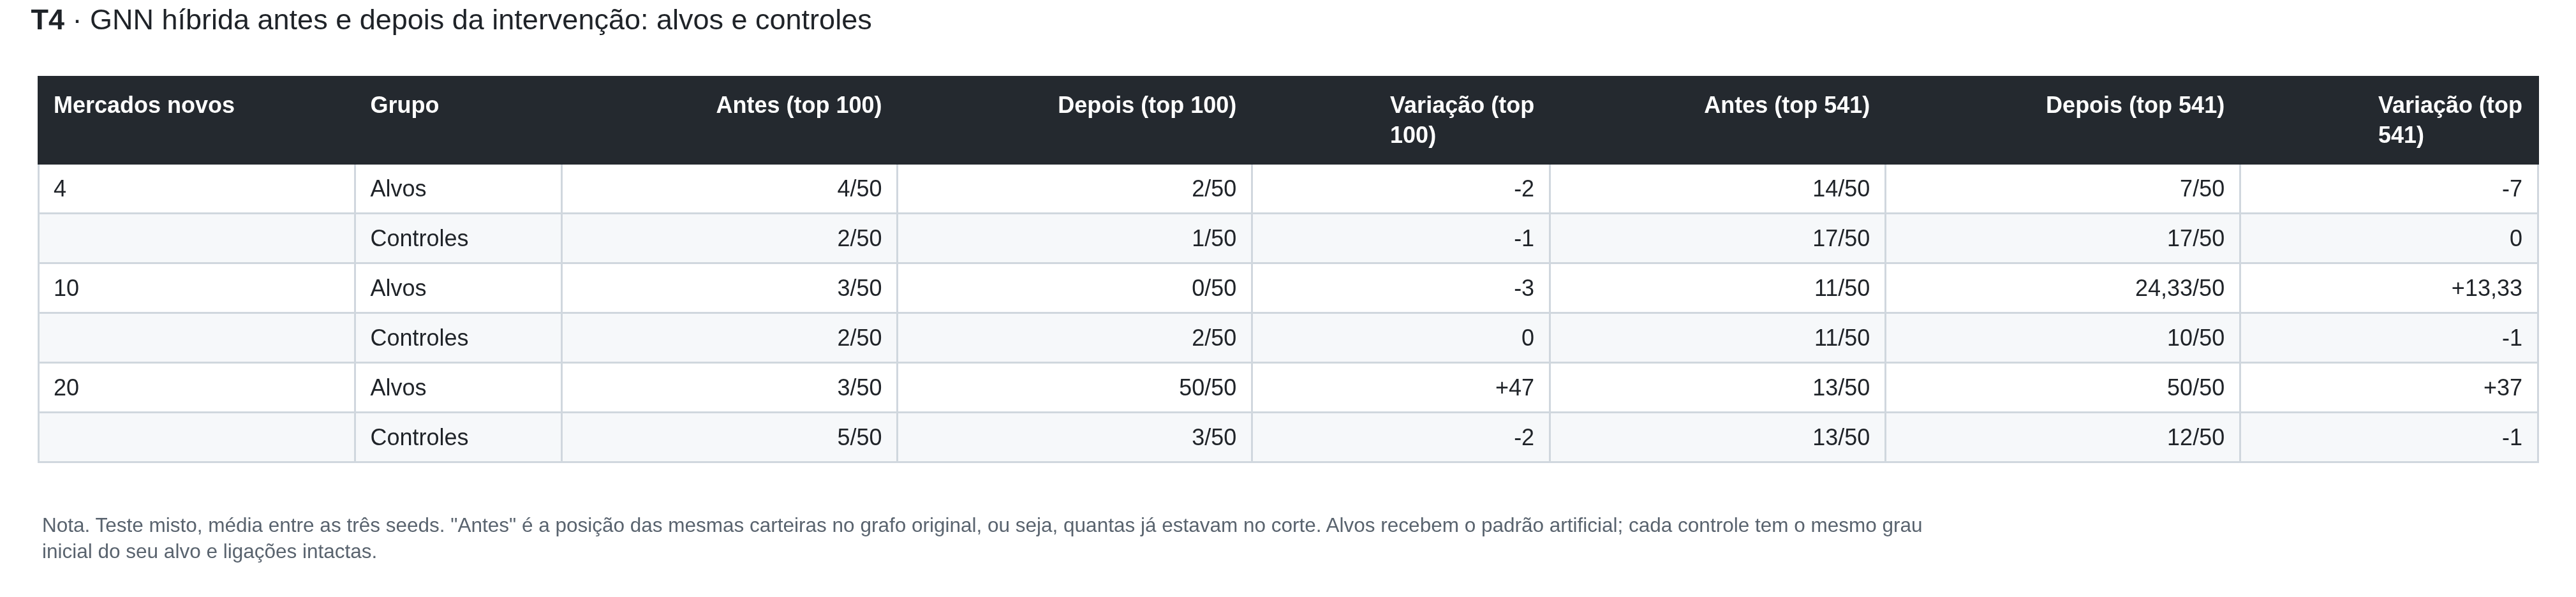 T4 · GNN híbrida antes e depois da intervenção: alvos e controles
Mercados novos Grupo Antes (top 100) Depois (top 100) Variação (top 100) Antes (top 541) Depois (top 541) Variação (top 541)
4 Alvos 4/50 2/50 -2 14/50 7/50 -7
Controles 2/50 1/50 -1 17/50 17/50 0
10 Alvos 3/50 0/50 -3 11/50 24,33/50 +13,33
Controles 2/50 2/50 0 11/50 10/50 -1
20 Alvos 3/50 50/50 +47 13/50 50/50 +37
Controles 5/50 3/50 -2 13/50 12/50 -1
Nota. Teste misto, média entre as três seeds. "Antes" é a posição das mesmas carteiras no grafo original, ou seja, quantas já estavam no corte. Alvos recebem o padrão artificial; cada controle tem o mesmo grau
inicial do seu alvo e ligações intactas.